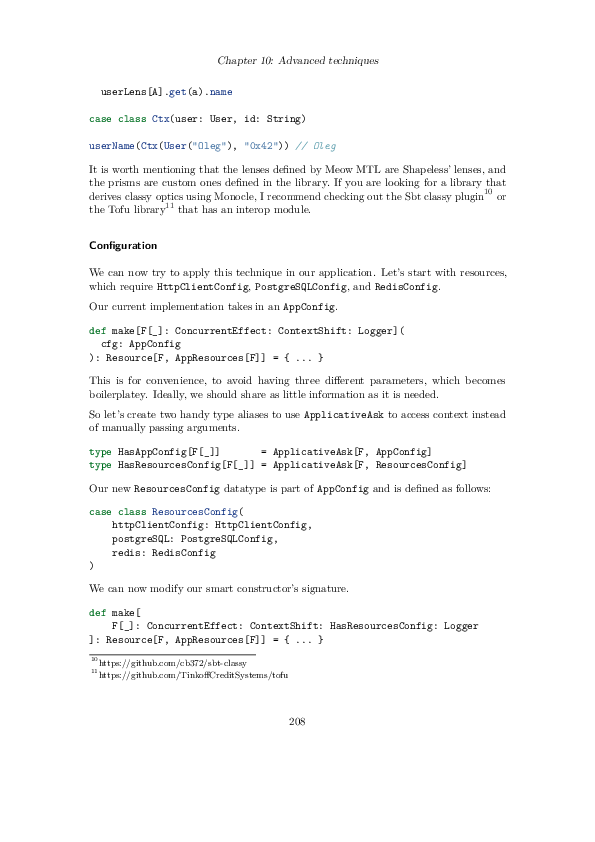 Chapter 10: Advanced techniques
userLens[A].get(a).name
case class Ctx(user: User, id: String)
userName(Ctx(User("Oleg"), "0x42")) // Oleg
It is worth mentioning that the lenses defined by Meow MTL are Shapeless' lenses, and
the prisms are custom ones defined in the library. If you are looking for a library that
derives classy optics using Monocle, I recommend checking out the Sbt classy plugin10 or
the Tofu library11 that has an interop module.
Configuration
We can now try to apply this technique in our application. Let's start with resources,
which require HttpClientConfig, PostgreSQLConfig, and RedisConfig.
Our current implementation takes in an AppConfig.
def make[F[_]: ConcurrentEffect: ContextShift: Logger](
  cfg: AppConfig
): Resource[F, AppResources[F]] = { ... }
This is for convenience, to avoid having three different parameters, which becomes
boilerplatey. Ideally, we should share as little information as it is needed.
So let's create two handy type aliases to use ApplicativeAsk to access context instead
of manually passing arguments.
type HasAppConfig[F[_]]       = ApplicativeAsk[F, AppConfig]
type HasResourcesConfig[F[_]] = ApplicativeAsk[F, ResourcesConfig]
Our new ResourcesConfig datatype is part of AppConfig and is defined as follows:
case class ResourcesConfig(
    httpClientConfig: HttpClientConfig,
    postgreSQL: PostgreSQLConfig,
    redis: RedisConfig
)
We can now modify our smart constructor's signature.
def make[
    F[_]: ConcurrentEffect: ContextShift: HasResourcesConfig: Logger
]: Resource[F, AppResources[F]] = { ... }
10https://github.com/cb372/sbt-classy
11https://github.com/TinkoffCreditSystems/tofu
208